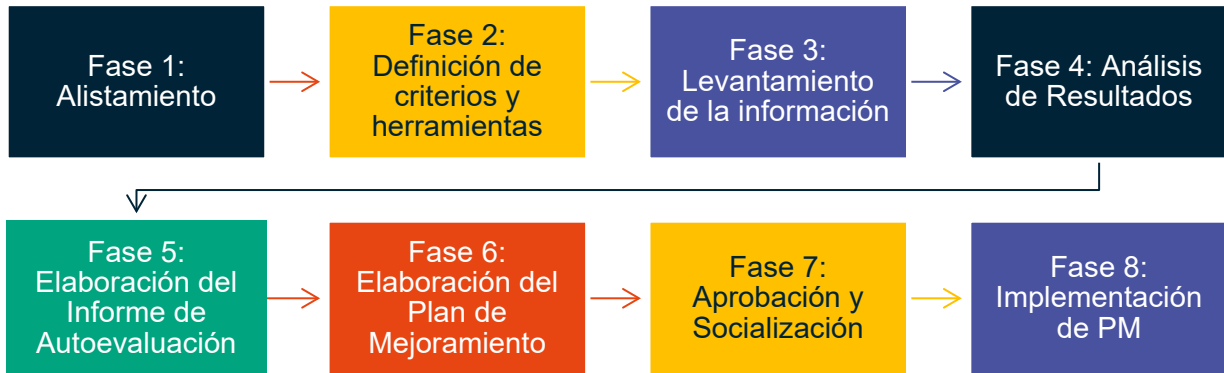 Fase 1:
Alistamiento
Fase 2:
Definición de
criterios y
herramientas
Fase 3:
Levantamiento
de la información
Fase 4: Análisis
de Resultados
Fase 5:
Elaboración del
Informe de
Autoevaluación
Fase 6:
Elaboración del
Plan de
Mejoramiento
Fase 7:
Aprobación y
Socialización
Fase 8:
Implementación
de PM